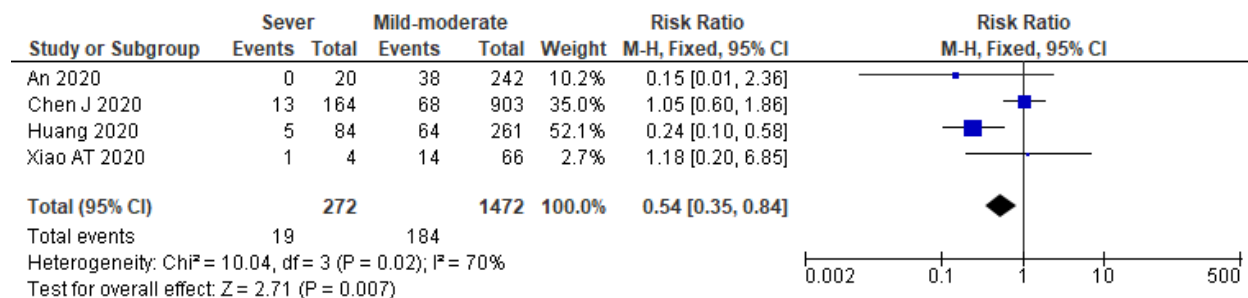 Sever Mild-moderate Risk Ratio Risk Ratio
Study or Subgroup Events Total Events Total Weight M-H, Fixed, 95% CI M-H, Fixed, 95% CI
An 2020 0 20 38 242 10.2% 0.15 [0.01, 2.36]
Chen J 2020 13 164 68 903 35.0% 1.05 [0.60, 1.86]
Huang 2020 5 84 64 261 52.1% 0.24 [0.10, 0.58]
Xiao AT 2020 1 4 14 66 2.7% 1.18 [0.20, 6.85]
Total (95% CI) 272 1472 100.0% 0.54 [0.35, 0.84]
Total events 19 184
Heterogeneity: Chi² = 10.04, df = 3 (P = 0.02); I² = 70%
Test for overall effect: Z = 2.71 (P = 0.007)
0.002 0.1 1 10 500